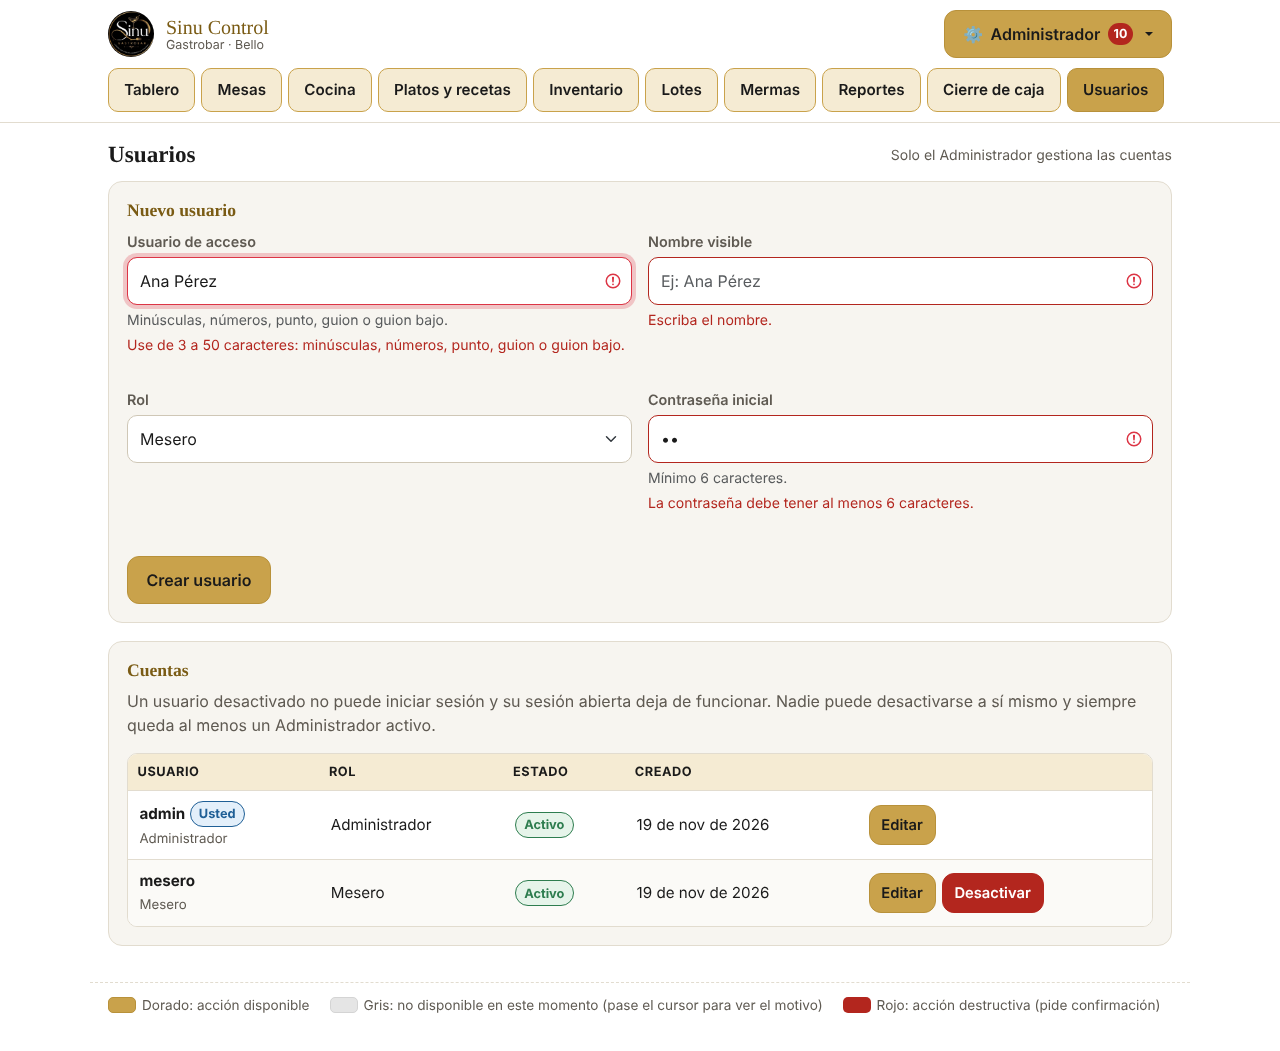 Sinu
Sinu Control
Gastrobar · Bello
Administrador 10
Tablero Mesas Cocina Platos y recetas Inventario Lotes Mermas Reportes Cierre de caja Usuarios
Usuarios
Solo el Administrador gestiona las cuentas
Nuevo usuario
Usuario de acceso
Ana Pérez
Minúsculas, números, punto, guion o guion bajo.
Use de 3 a 50 caracteres: minúsculas, números, punto, guion o guion bajo.
Nombre visible
Ej: Ana Pérez
Escriba el nombre.
Rol
Mesero
Contraseña inicial
••
Mínimo 6 caracteres.
La contraseña debe tener al menos 6 caracteres.
Crear usuario
Cuentas
Un usuario desactivado no puede iniciar sesión y su sesión abierta deja de funcionar. Nadie puede desactivarse a sí mismo y siempre
queda al menos un Administrador activo.
USUARIO ROL ESTADO CREADO
admin Usted
Administrador
Administrador Activo 19 de nov de 2026 Editar
mesero
Mesero
Mesero Activo 19 de nov de 2026 Editar Desactivar
Dorado: acción disponible Gris: no disponible en este momento (pase el cursor para ver el motivo) Rojo: acción destructiva (pide confirmación)